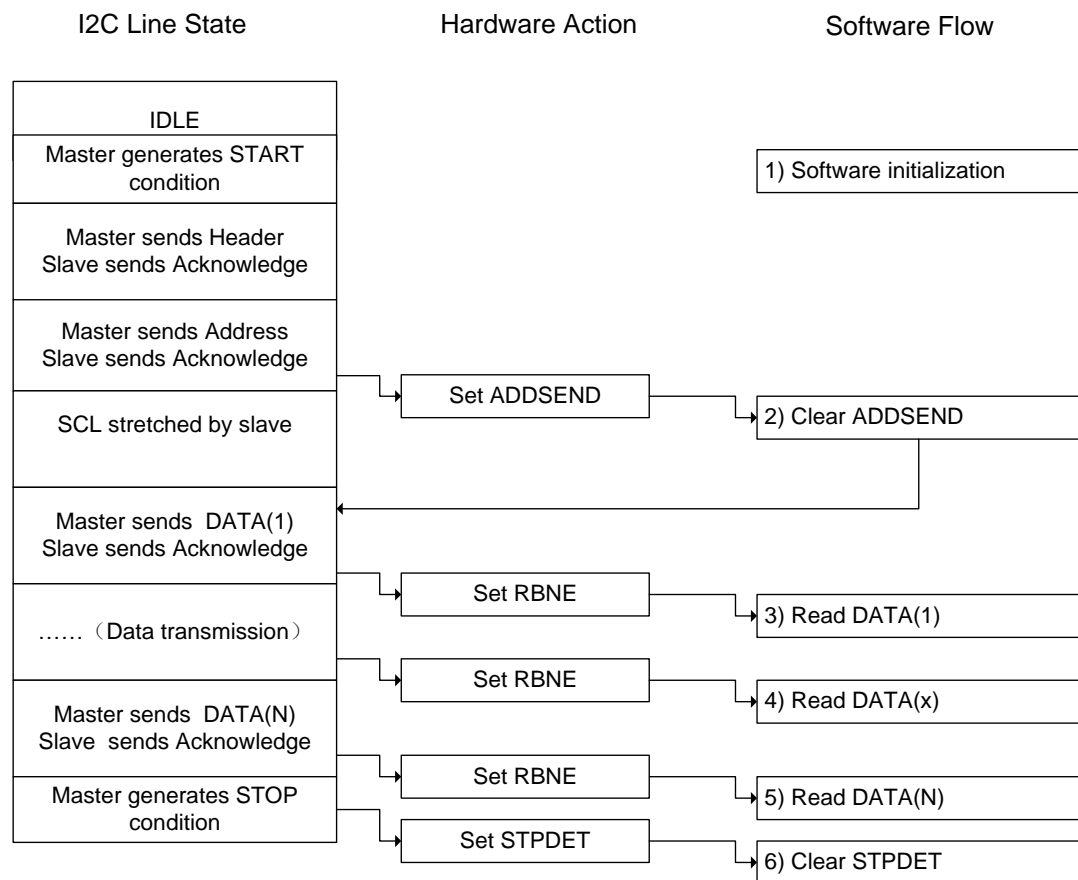 I2C Line State
Hardware Action
Software Flow
IDLE
Master generates START
condition
1) Software initialization
Master sends Header
Slave sends Acknowledge
Master sends Address
Slave sends Acknowledge
Set ADDSEND
2) Clear ADDSEND
SCL stretched by slave
Master sends  DATA(1)
Slave sends Acknowledge
Set RBNE
3) Read DATA(1)
……（Data transmission）
Set RBNE
4) Read DATA(x)
Master sends  DATA(N)
Slave  sends Acknowledge
Set RBNE
5) Read DATA(N)
Master generates STOP
condition
Set STPDET
6) Clear STPDET